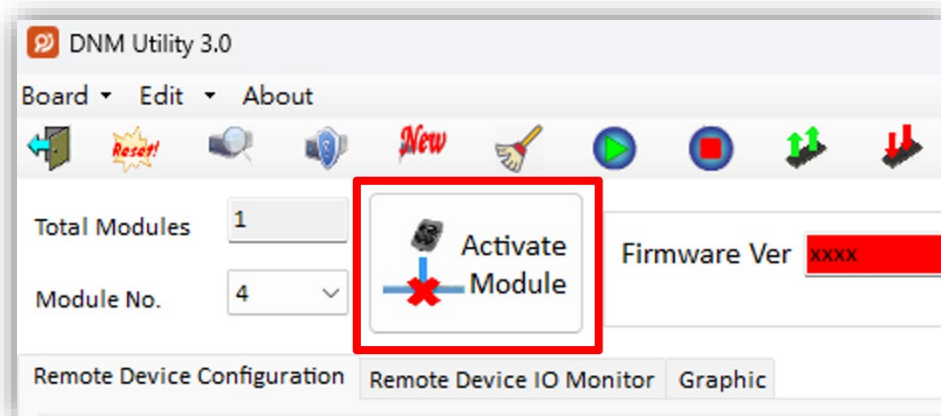 DNM Utility 3.0
Board Edit About
Reset!
New
Total Modules 1
Module No. 4
Activate
Module
Firmware Ver xxxx
Remote Device Configuration Remote Device IO Monitor Graphic